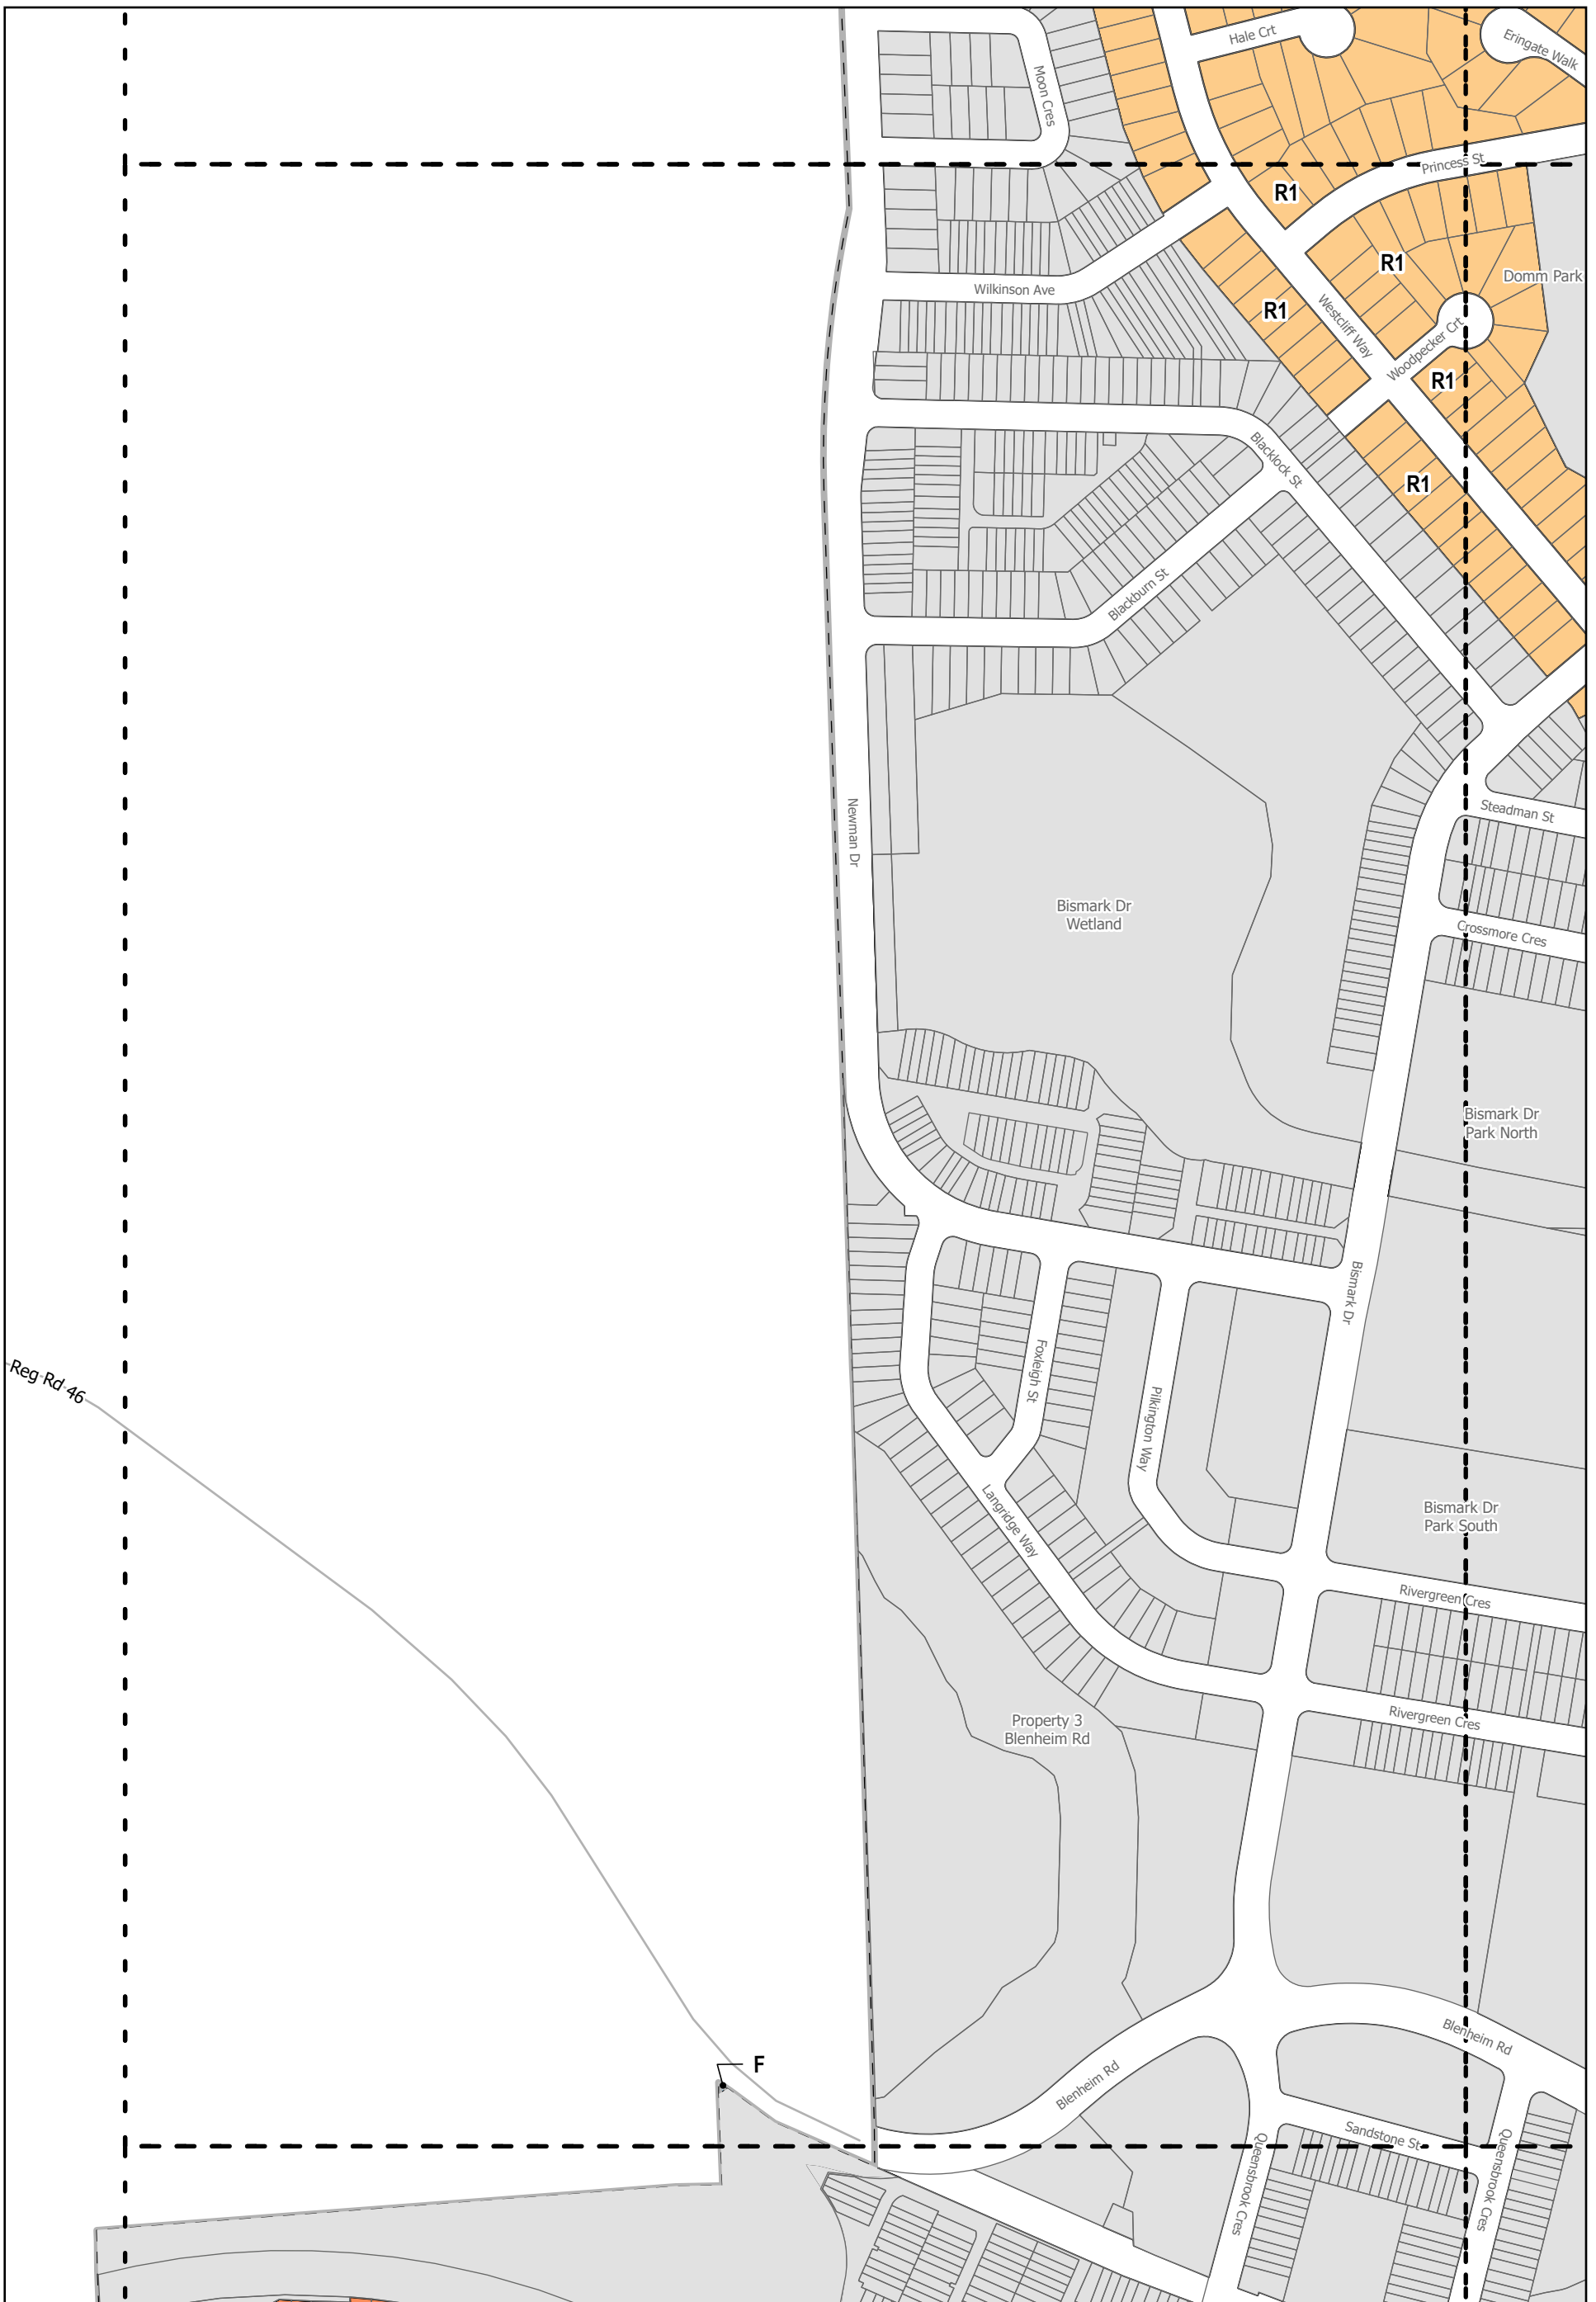 Hale Crt
Eringate Walk
Moon Cres
Princess St
R1
R1
Domm Park
Wilkinson Ave
R1
Westcliff Way
Woodpecker Crt
R1
Blacklock St
R1
Blackburn St
Newman Dr
Steadman St
Bismark Dr
Wetland
Crossmore Cres
Bismark Dr
Park North
Bismark Dr
Reg Rd 46
Foxleigh St
Pilkington Way
Langridge Way
Bismark Dr
Park South
Rivergreen Cres
Rivergreen Cres
Property 3
Blenheim Rd
Blenheim Rd
F
Blenheim Rd
Sandstone St
Queensbrook Cres
Queensbrook Cres